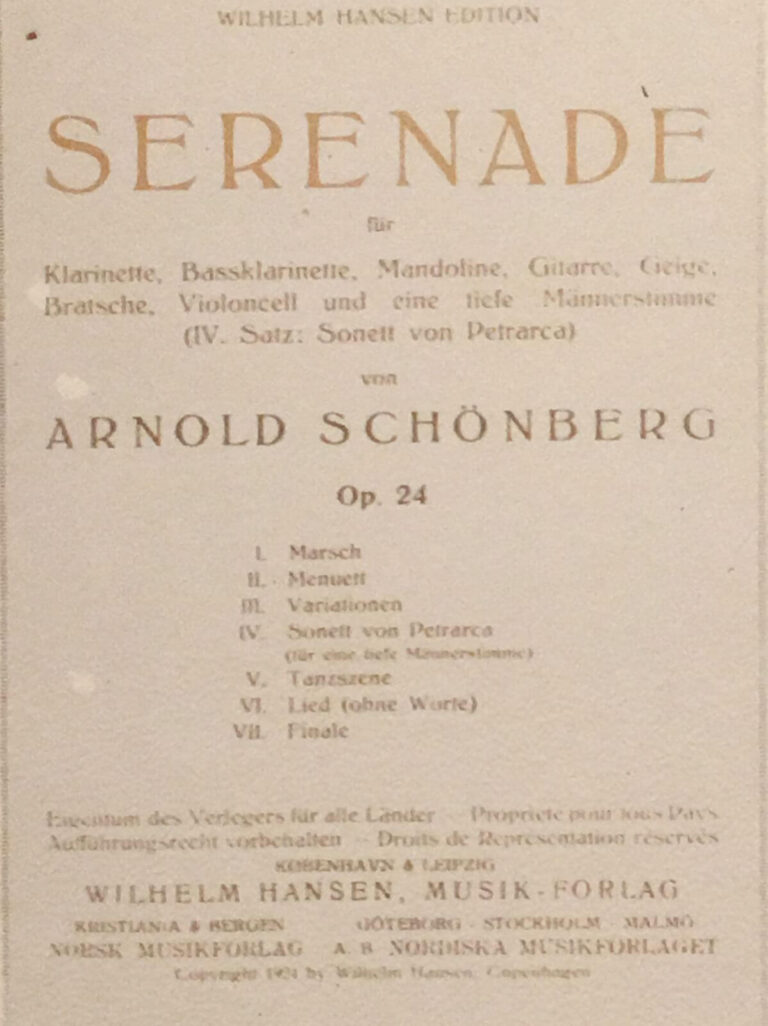 WILHELM HANSEN EDITION
SERENADE
für
Klarinette, Bassklarinette, Mandoline, Gitarre, Geige,
Bratsche, Violoncell und eine tiefe Männerstimme
(IV. Satz: Sonett von Petrarca)
von
ARNOLD SCHÖNBERG
Op. 24
I. Marsch
II. Menuett
III. Variationen
IV. Sonett von Petrarca
(für eine tiefe Männerstimme)
V. Tanzszene
VI. Lied (ohne Worte)
VII. Finale
Eigentum des Verlegers für alle Länder — Propriété pour tous Pays
Aufführungsrecht vorbehalten — Droits de Représentation réservés
KØBENHAVN & LEIPZIG
WILHELM HANSEN, MUSIK-FORLAG
KRISTIANIA & BERGEN GÖTEBORG - STOCKHOLM - MALMÖ
NORSK MUSIKFORLAG A. B. NORDISKA MUSIKFÖRLAGET
Copyright 1924 by Wilhelm Hansen, Copenhagen